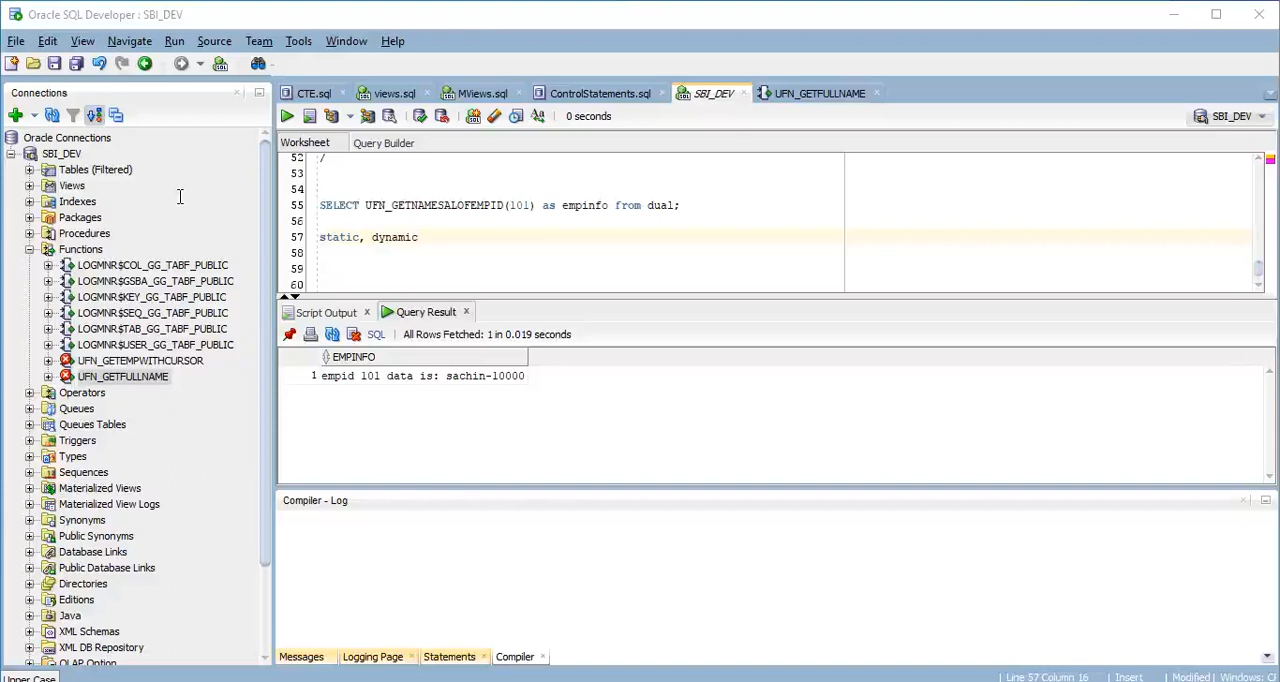 Oracle SQL Developer : SBI_DEV
File Edit View Navigate Run Source Team Tools Window Help
Connections
CTE.sql views.sql MViews.sql ControlStatements.sql SBI_DEV UFN_GETFULLNAME
0 seconds
SBI_DEV
Worksheet Query Builder
Oracle Connections
SBI_DEV
Tables (Filtered)
Views
Indexes
Packages
Procedures
Functions
LOGMNR$COL_GG_TABF_PUBLIC
LOGMNR$GSBA_GG_TABF_PUBLIC
LOGMNR$KEY_GG_TABF_PUBLIC
LOGMNR$SEQ_GG_TABF_PUBLIC
LOGMNR$TAB_GG_TABF_PUBLIC
LOGMNR$USER_GG_TABF_PUBLIC
UFN_GETEMPWITHCURSOR
UFN_GETFULLNAME
Operators
Queues
Queues Tables
Triggers
Types
Sequences
Materialized Views
Materialized View Logs
Synonyms
Public Synonyms
Database Links
Public Database Links
Directories
Editions
Java
XML Schemas
XML DB Repository
OLAP Option
Upper Case
52 /
53
54
55 SELECT UFN_GETNAMESALOFEMPID(101) as empinfo from dual;
56
57 static, dynamic
58
59
60
Script Output Query Result
SQL All Rows Fetched: 1 in 0.019 seconds
EMPINFO
1 empid 101 data is: sachin-10000
Compiler - Log
Messages Logging Page Statements Compiler
Line 57 Column 16 Insert Modified Windows: C